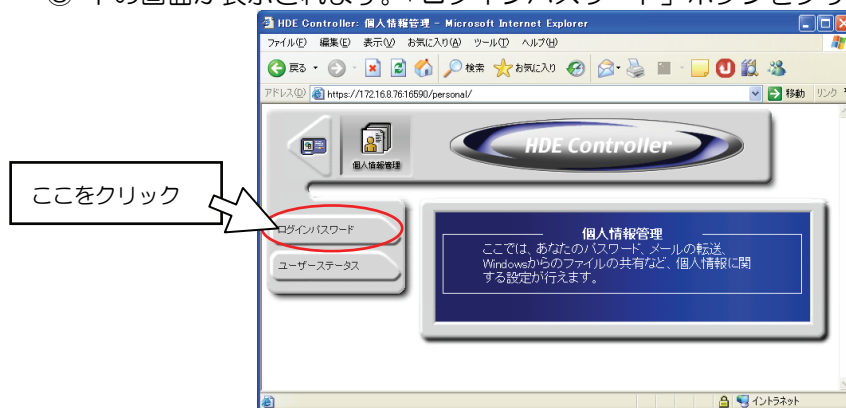 下の画面が表示されます。「ログインパスワード」ボタンをクリ
HDE Controller: 個人情報管理 - Microsoft Internet Explorer
ファイル(F) 編集(E) 表示(V) お気に入り(A) ツール(T) ヘルプ(H)
戻る 検索 お気に入り
アドレス(D) https://172.16.8.76:16590/personal/ 移動 リンク
個人情報管理
HDE Controller
ここをクリック
ログインパスワード
ユーザーステータス
個人情報管理
ここでは、あなたのパスワード、メールの転送、
Windowsからのファイルの共有など、個人情報に関
する設定が行えます。
イントラネット